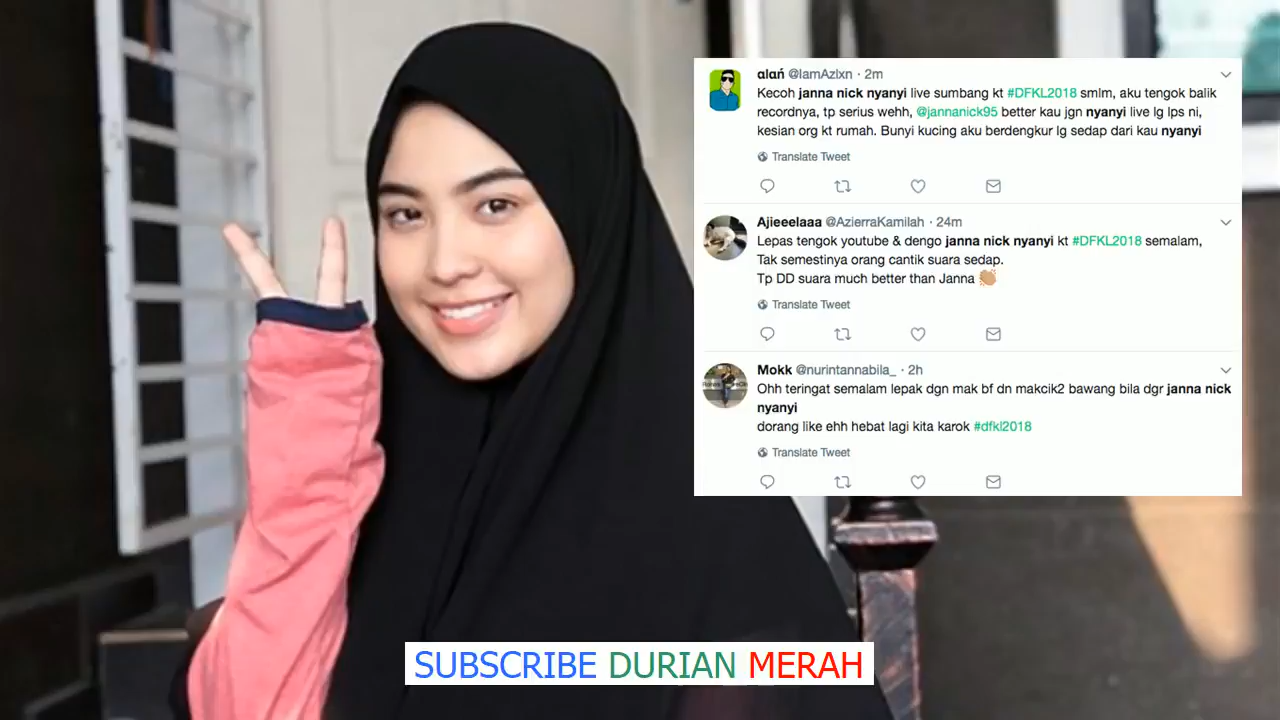 alań @IamAzlxn · 2m
Kecoh janna nick nyanyi live sumbang kt #DFKL2018 smlm, aku tengok balik
recordnya, tp serius wehh, @jannanick95 better kau jgn nyanyi live lg lps ni,
kesian org kt rumah. Bunyi kucing aku berdengkur lg sedap dari kau nyanyi
Translate Tweet
Ajieeelaaa @AzierraKamilah · 24m
Lepas tengok youtube & dengo janna nick nyanyi kt #DFKL2018 semalam,
Tak semestinya orang cantik suara sedap.
Tp DD suara much better than Janna 👏🏽
Translate Tweet
Mokk @nurintannabila_ · 2h
Ohh teringat semalam lepak dgn mak bf dn makcik2 bawang bila dgr janna nick
nyanyi
dorang like ehh hebat lagi kita karok #dfkl2018
Translate Tweet
SUBSCRIBE DURIAN MERAH